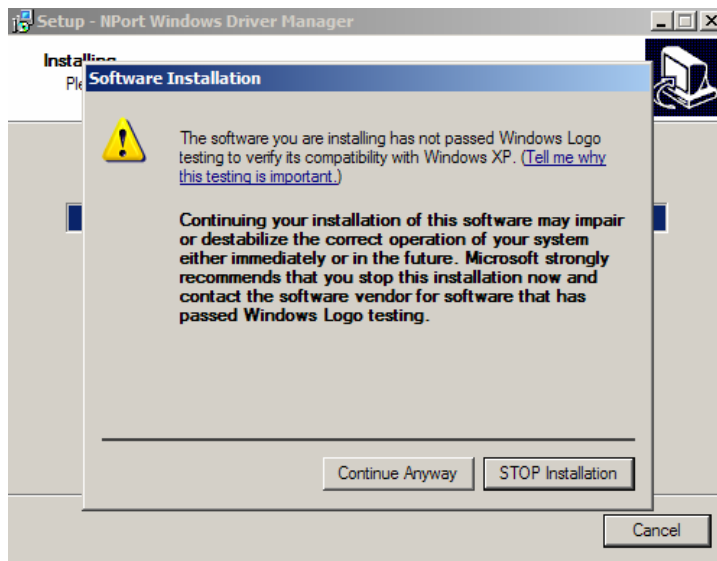 Setup - NPort Windows Driver Manager
Installing
Ple
Software Installation
The software you are installing has not passed Windows Logo
testing to verify its compatibility with Windows XP. (Tell me why
this testing is important.)
Continuing your installation of this software may impair
or destabilize the correct operation of your system
either immediately or in the future. Microsoft strongly
recommends that you stop this installation now and
contact the software vendor for software that has
passed Windows Logo testing.
Continue Anyway
STOP Installation
Cancel